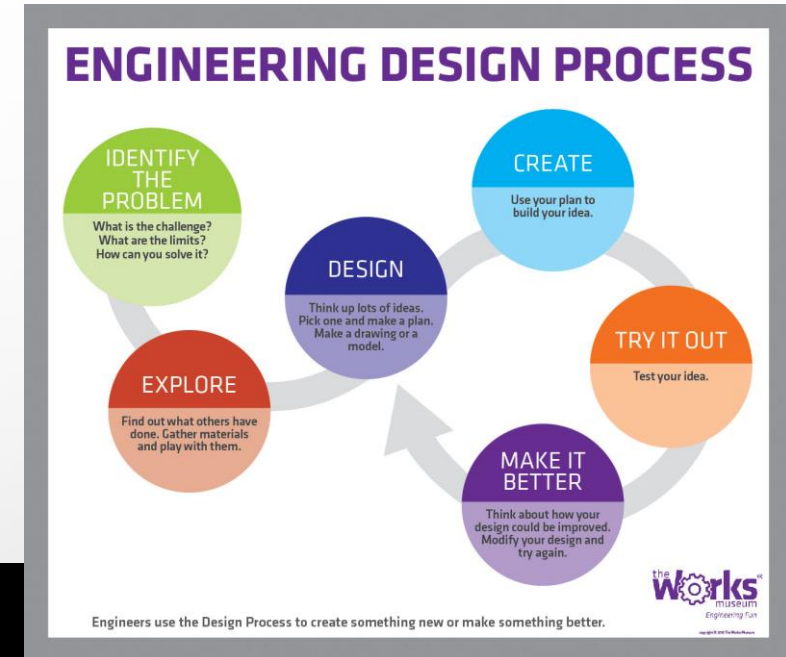 ENGINEERING DESIGN PROCESS
IDENTIFY
THE
PROBLEM
What is the challenge?
What are the limits?
How can you solve it?
EXPLORE
Find out what others have
done. Gather materials
and play with them.
DESIGN
Think up lots of ideas.
Pick one and make a plan.
Make a drawing or a
model.
CREATE
Use your plan to
build your idea.
TRY IT OUT
Test your idea.
MAKE IT
BETTER
Think about how your
design could be improved.
Modify your design and
try again.
Engineers use the Design Process to create something new or make something better.
the
Works
museum
Engineering Fun